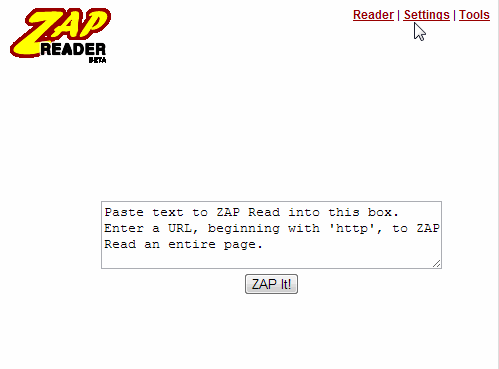 ZAP
READER
BETA
Reader | Settings | Tools
Paste text to ZAP Read into this box.
Enter a URL, beginning with 'http', to ZAP
Read an entire page.
ZAP It!